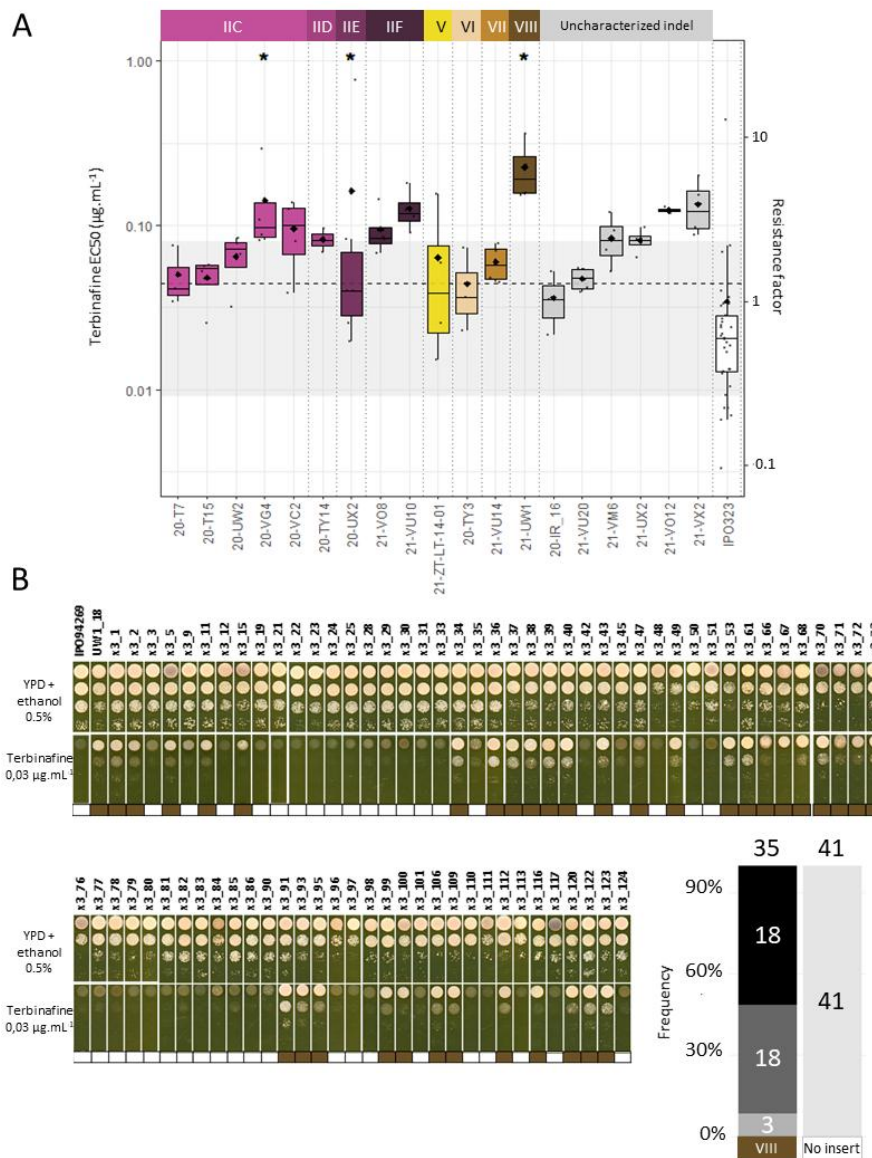 A
IIC IID IIE IIF V VI VII VIII Uncharacterized indel
* * *
1.00
0.10
0.01
Terbinafine EC50 (µg.mL-1)
10
1
0.1
Resistance factor
20-T7
20-T15
20-UW2
20-VG4
20-VC2
20-TY14
20-UX2
21-VO8
21-VU10
21-ZT-LT-14-01
20-TY3
21-VU14
21-UW1
20-IR_16
21-VU20
21-VM6
21-UX2
21-VO12
21-VX2
IPO323
B
IPO94269
UW1_18
x3_1
x3_2
x3_3
x3_5
x3_9
x3_11
x3_12
x3_15
x3_19
x3_21
x3_22
x3_23
x3_24
x3_25
x3_28
x3_29
x3_30
x3_31
x3_33
x3_34
x3_35
x3_36
x3_37
x3_38
x3_39
x3_40
x3_42
x3_43
x3_45
x3_47
x3_48
x3_49
x3_50
x3_51
x3_53
x3_61
x3_66
x3_67
x3_68
x3_70
x3_71
x3_72
YPD +
ethanol
0.5%
Terbinafine
0,03 µg.mL-1
x3_76
x3_77
x3_78
x3_79
x3_80
x3_81
x3_82
x3_83
x3_84
x3_85
x3_86
x3_90
x3_91
x3_93
x3_95
x3_96
x3_97
x3_98
x3_99
x3_100
x3_101
x3_106
x3_109
x3_110
x3_111
x3_112
x3_113
x3_116
x3_117
x3_120
x3_122
x3_123
x3_124
YPD +
ethanol
0.5%
Terbinafine
0,03 µg.mL-1
35 41
90%
60%
30%
0%
Frequency
18
18
3
41
VIII No insert